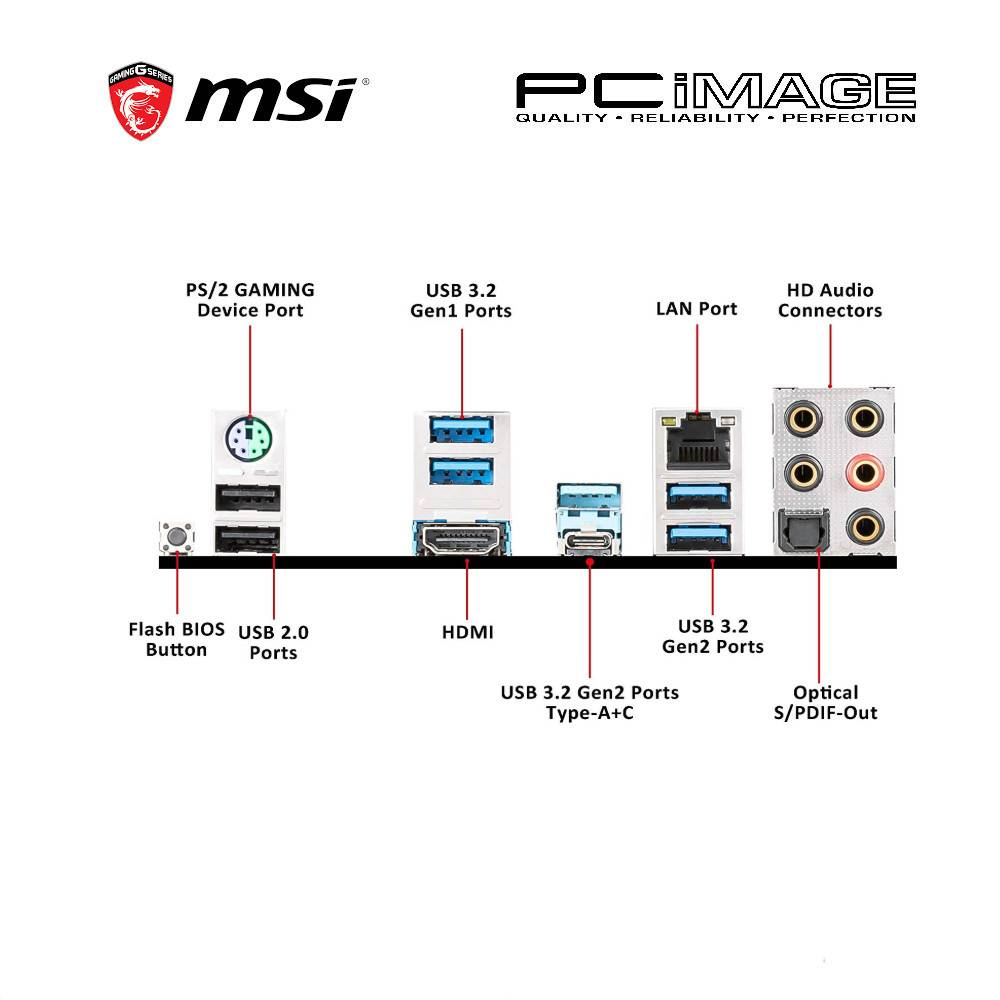 GAMING G SERIES
msi®
PCiMAGE
QUALITY • RELIABILITY • PERFECTION
PS/2 GAMING
Device Port
USB 3.2
Gen1 Ports
LAN Port
HD Audio
Connectors
Flash BIOS
Button
USB 2.0
Ports
HDMI
USB 3.2 Gen2 Ports
Type-A+C
USB 3.2
Gen2 Ports
Optical
S/PDIF-Out